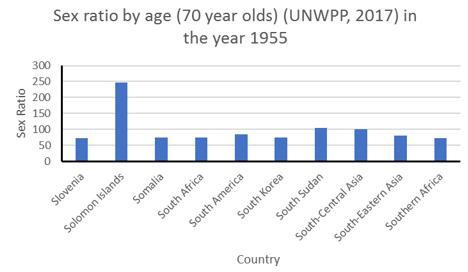 Sex ratio by age (70 year olds) (UNWPP, 2017) in
the year 1955
300
250
200
150
100
50
0
Sex Ratio
Slovenia
Solomon Islands
Somalia
South Africa
South America
South Korea
South Sudan
South-Central Asia
South-Eastern Asia
Southern Africa
Country